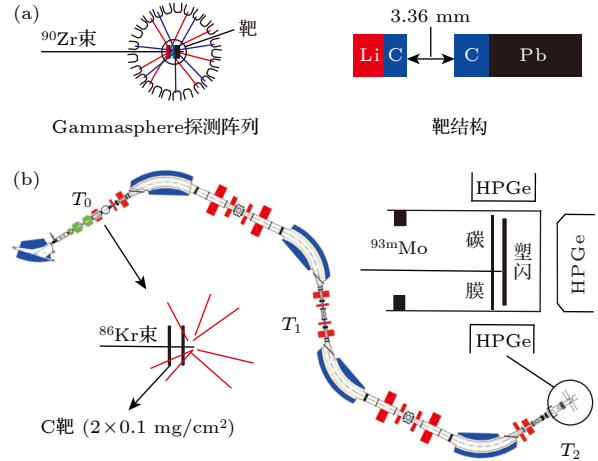 (a)
⁹⁰Zr束
靶
3.36 mm
Li C
C Pb
Gammasphere探测阵列
靶结构
(b)
T₀
HPGe
⁹³ᵐMo
碳膜
塑闪
HPGe
⁸⁶Kr束
T₁
HPGe
C靶 (2×0.1 mg/cm²)
T₂